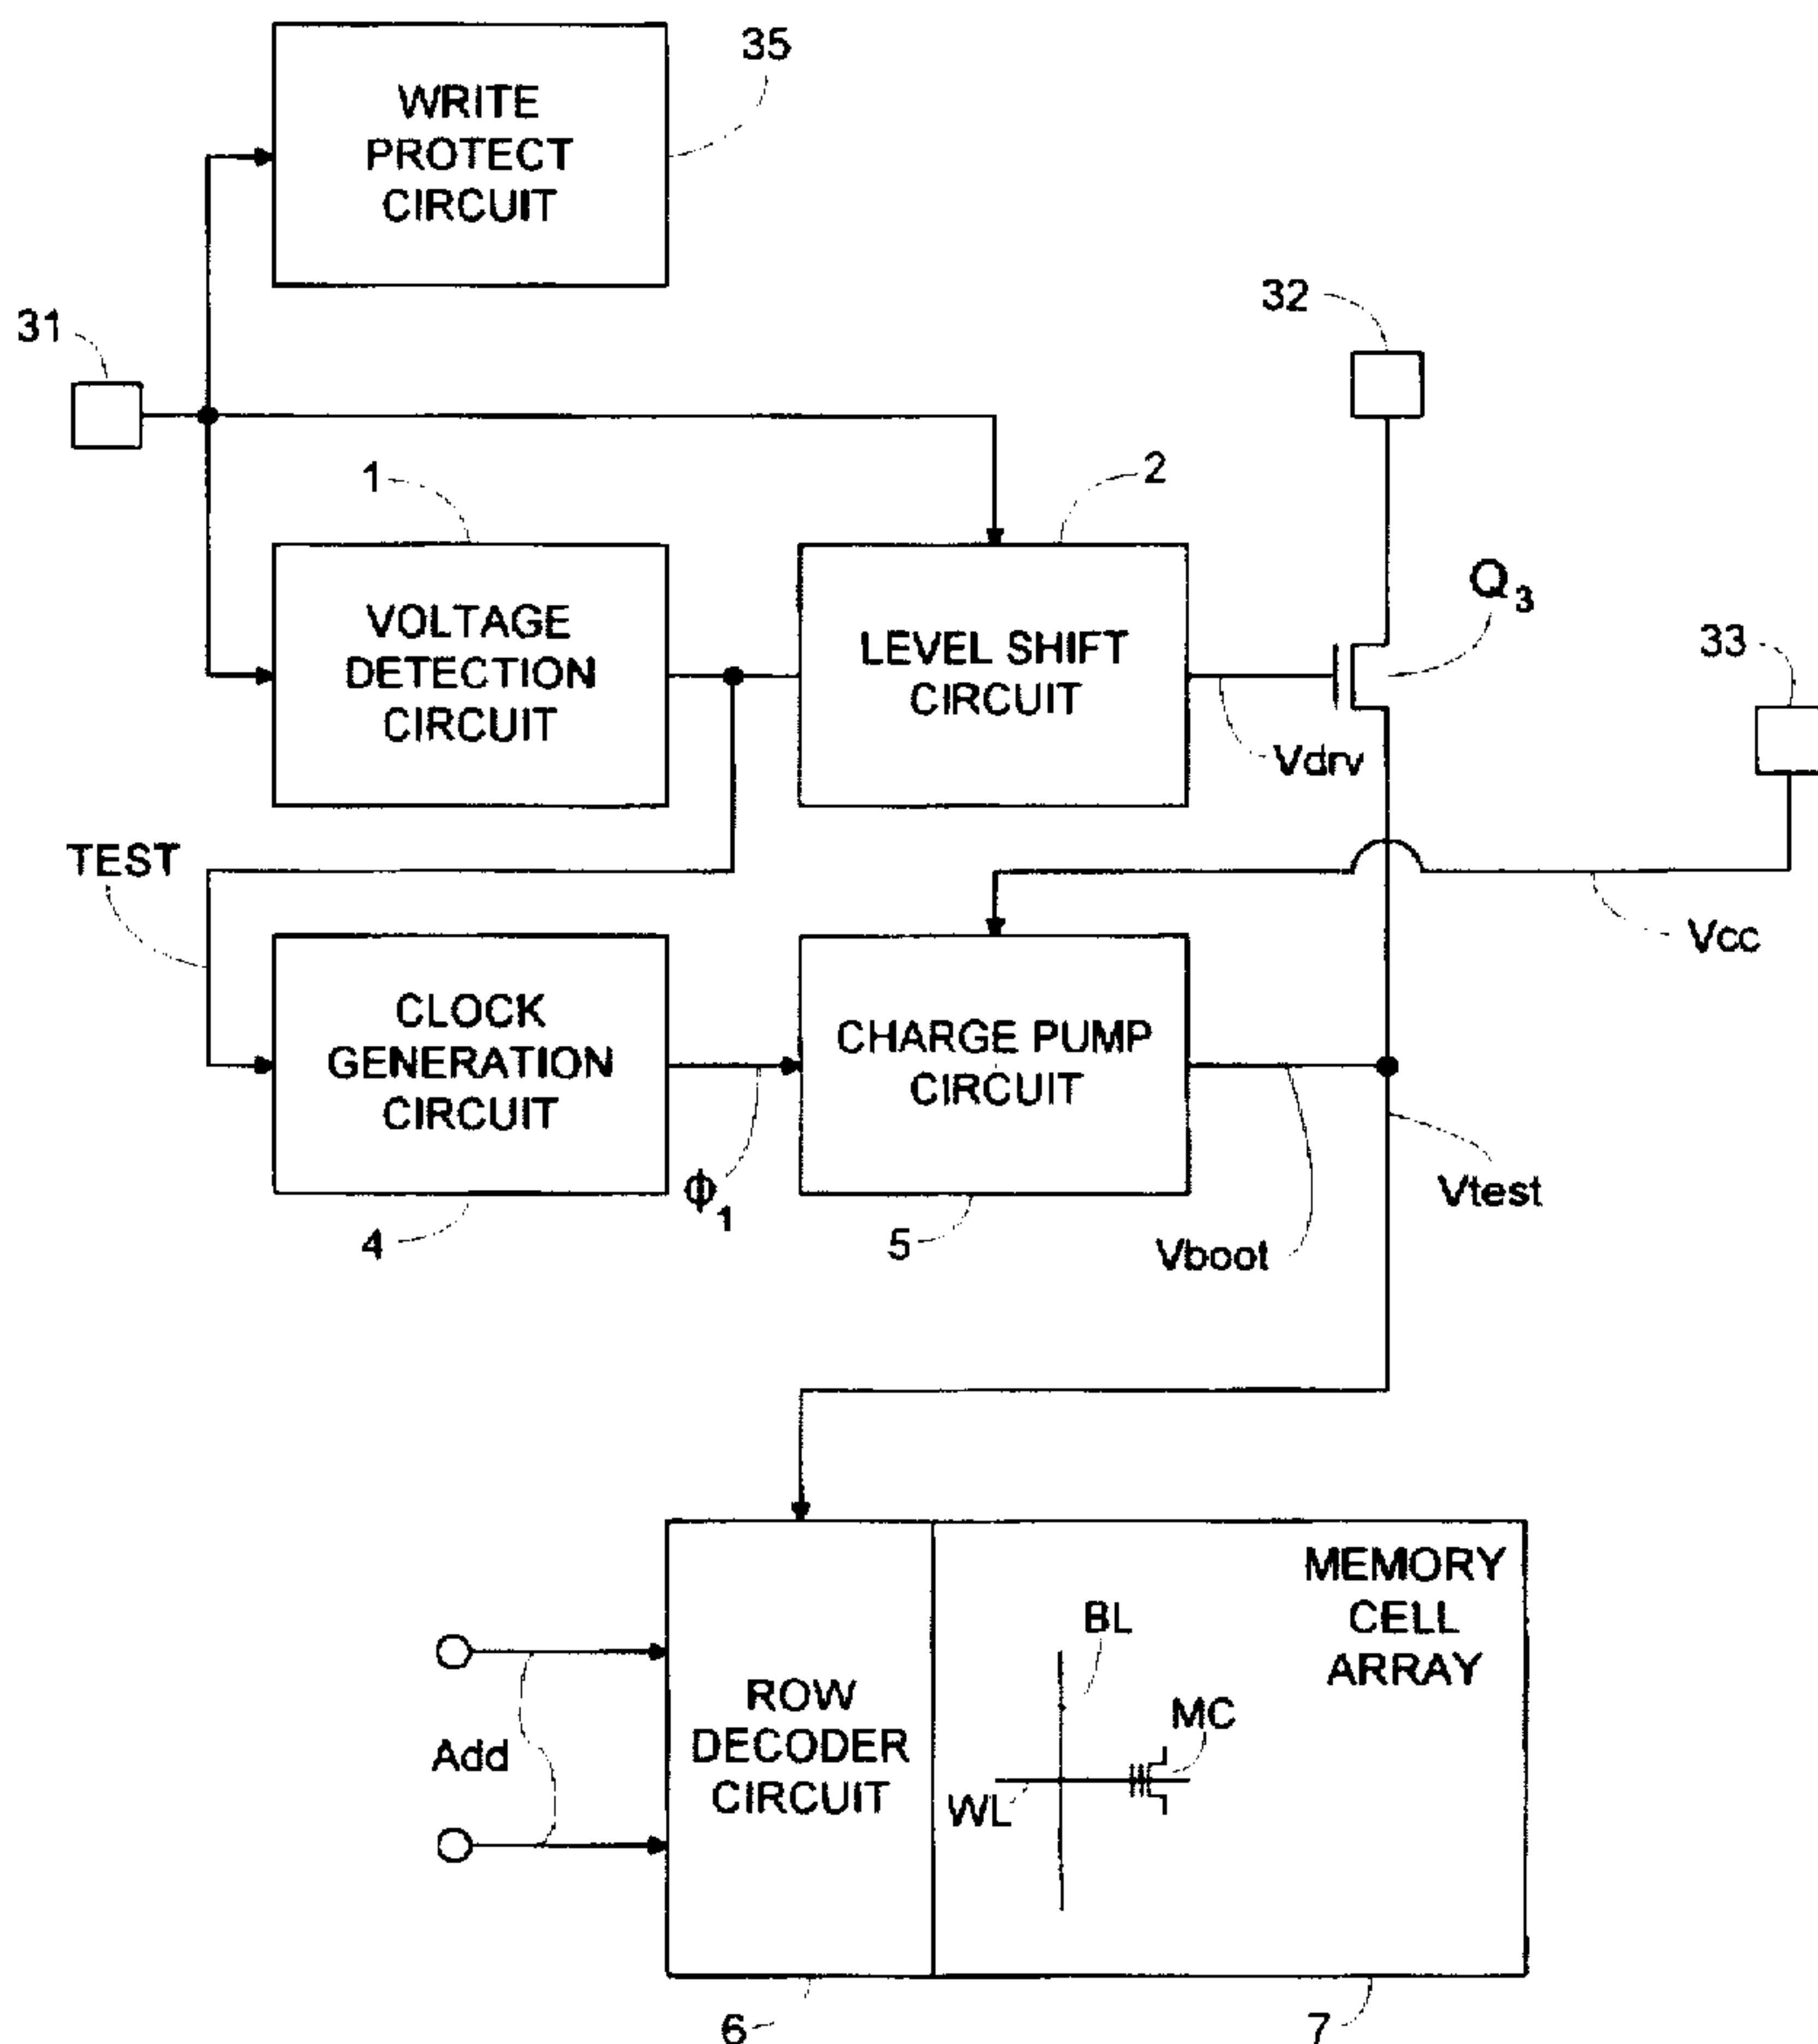 35
WRITE
PROTECT
CIRCUIT
31
32
1
2
Q3
33
VOLTAGE
DETECTION
CIRCUIT
LEVEL SHIFT
CIRCUIT
Vdrv
TEST
Vcc
CLOCK
GENERATION
CIRCUIT
CHARGE PUMP
CIRCUIT
ϕ1
Vtest
4
5
Vboot
MEMORY
CELL
ARRAY
BL
ROW
DECODER
CIRCUIT
MC
Add
WL
6
7